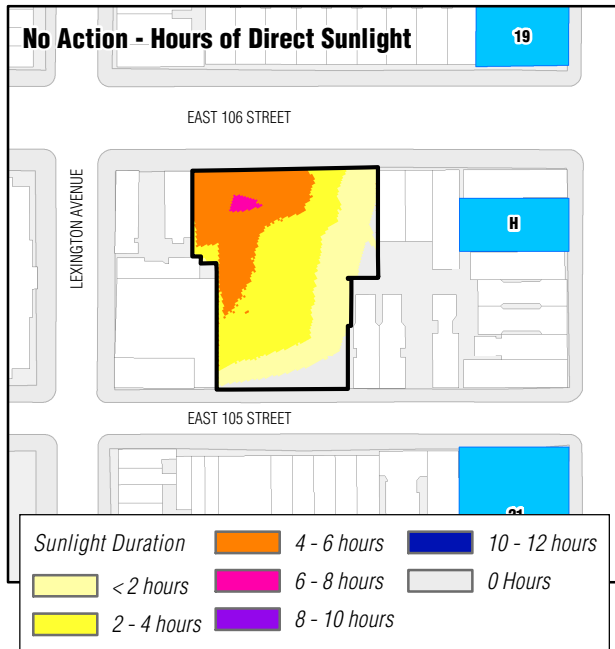 No Action - Hours of Direct Sunlight
19
EAST 106 STREET
LEXINGTON AVENUE
H
EAST 105 STREET
Sunlight Duration
< 2 hours
2 - 4 hours
4 - 6 hours
6 - 8 hours
8 - 10 hours
10 - 12 hours
0 Hours